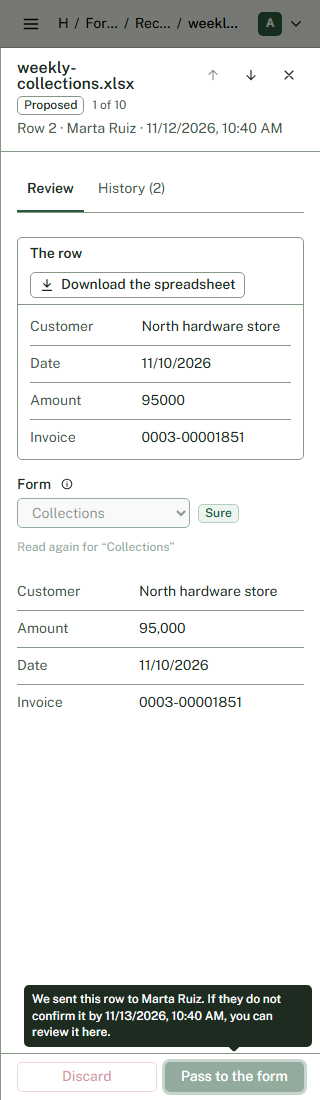 H / For... / Rec... / weekl... A
weekly-
collections.xlsx
Proposed 1 of 10
Row 2 · Marta Ruiz · 11/12/2026, 10:40 AM
Review History (2)
The row
Download the spreadsheet
Customer North hardware store
Date 11/10/2026
Amount 95000
Invoice 0003-00001851
Form
Collections Sure
Read again for “Collections”
Customer North hardware store
Amount 95,000
Date 11/10/2026
Invoice 0003-00001851
We sent this row to Marta Ruiz. If they do not
confirm it by 11/13/2026, 10:40 AM, you can
review it here.
Discard Pass to the form